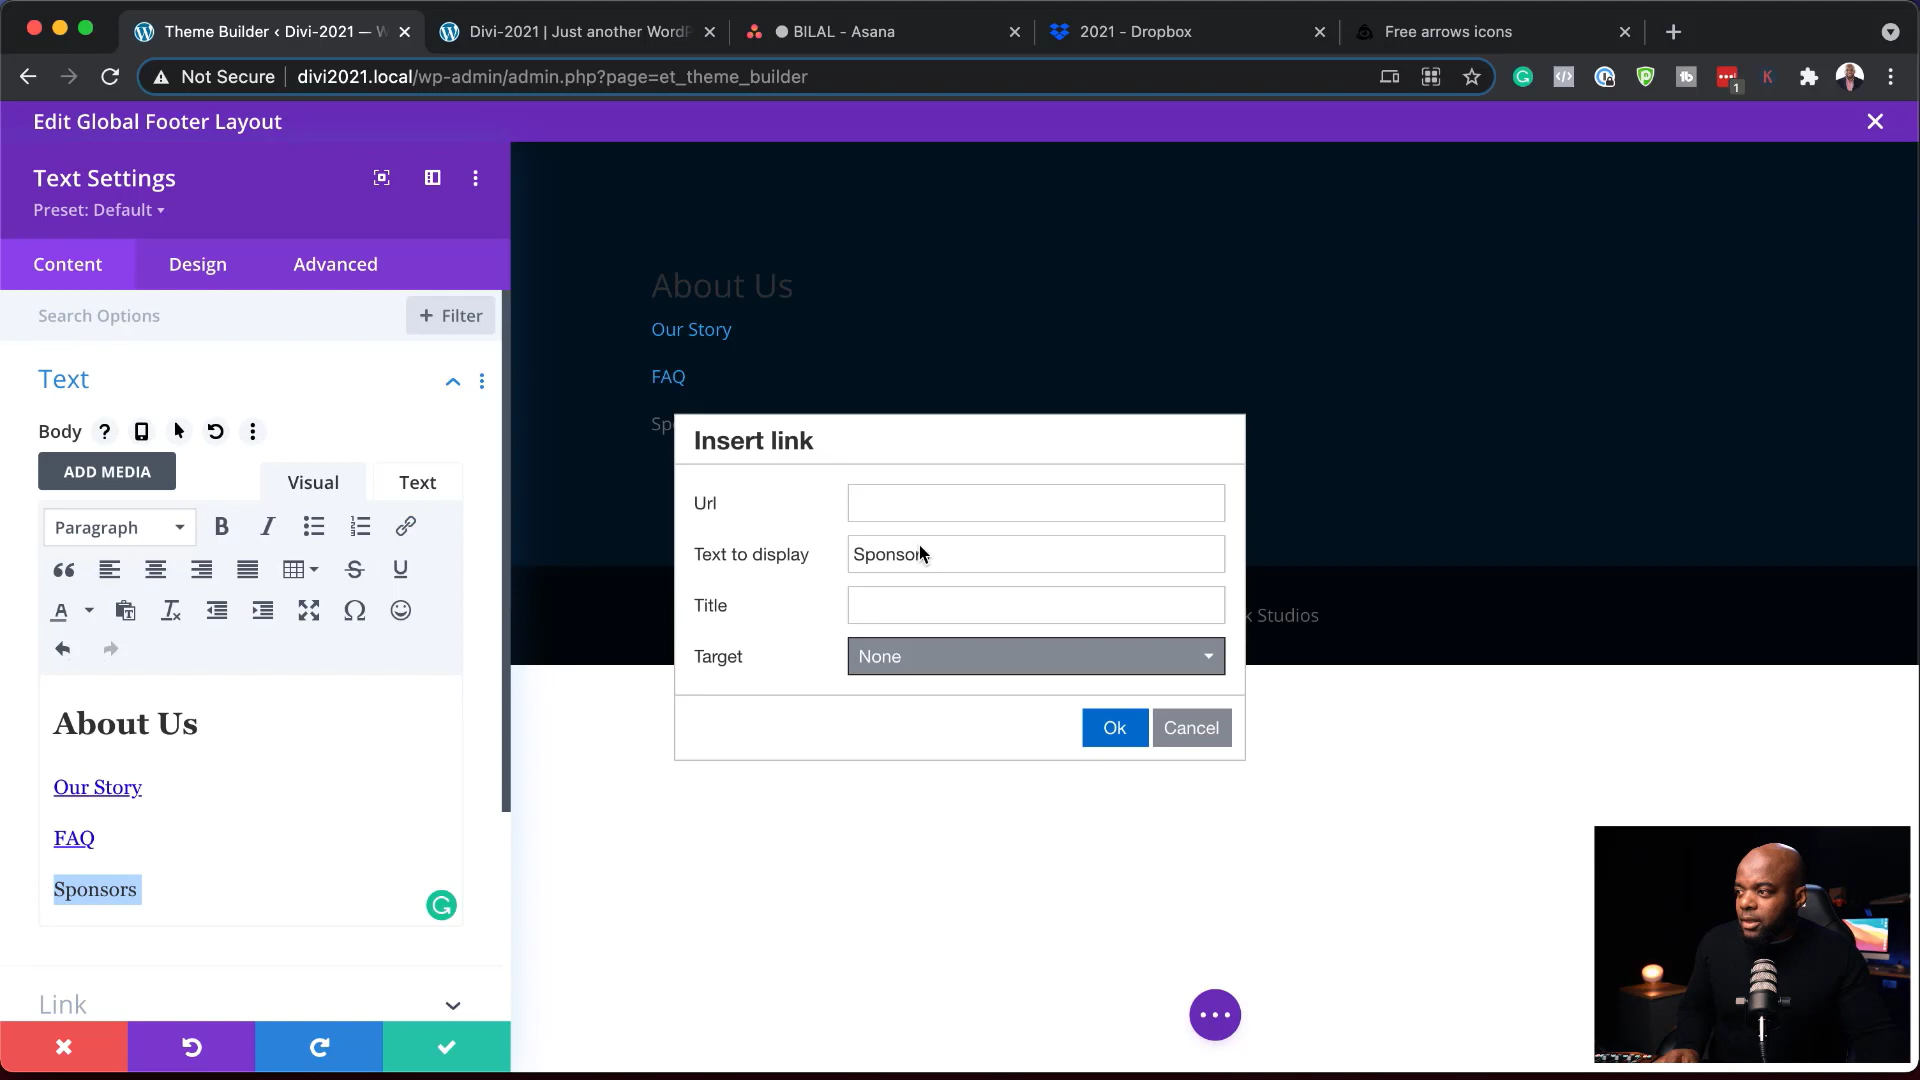 Theme Builder ‹ Divi-2021 — W
Divi-2021 | Just another WordP
BILAL - Asana
2021 - Dropbox
Free arrows icons
Not Secure
divi2021.local/wp-admin/admin.php?page=et_theme_builder
1
Edit Global Footer Layout
Text Settings
Preset: Default
Content
Design
Advanced
Search Options
+ Filter
Text
Body
ADD MEDIA
Visual
Text
Paragraph
About Us
Our Story
FAQ
Sponsors
Link
About Us
Our Story
FAQ
Spo
Insert link
Url
Text to display
Sponsor
Title
Target
None
Ok
Cancel
k Studios